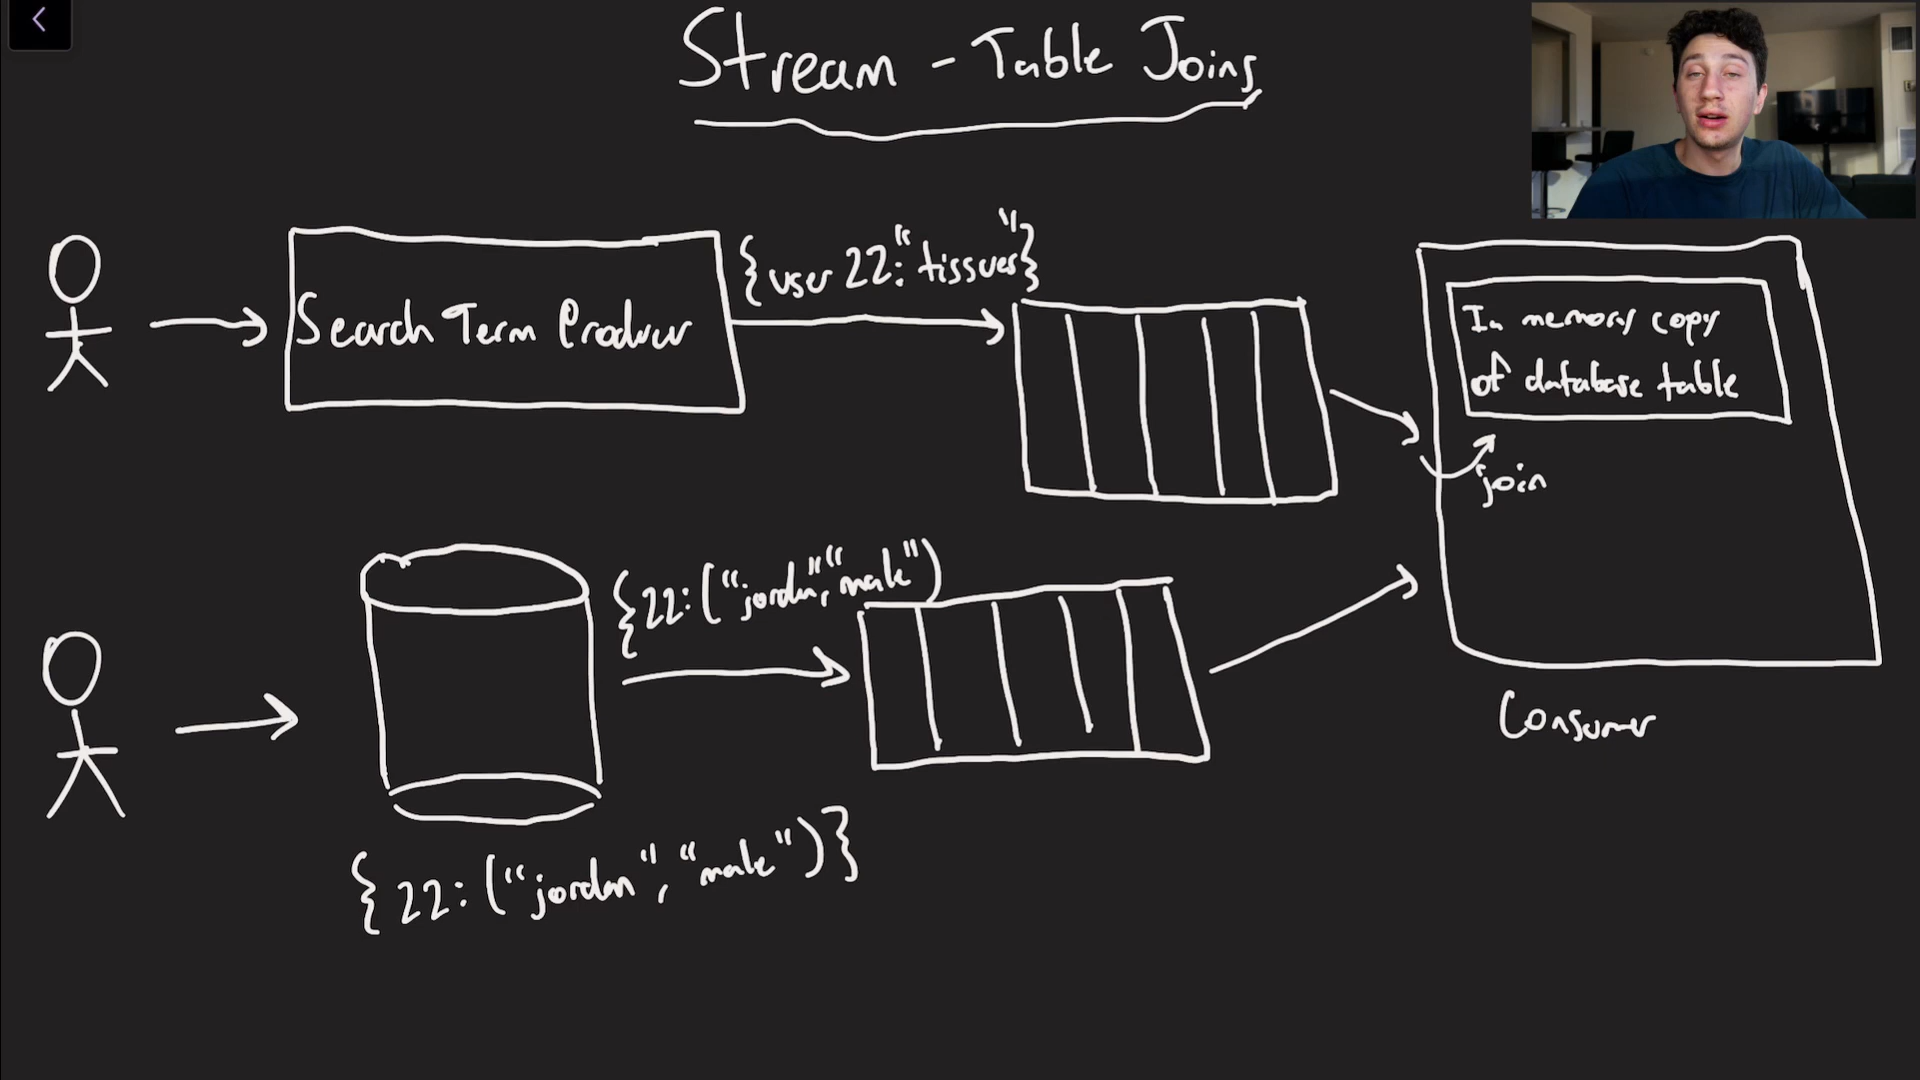 Stream - Table Joins
{user 22: "tissues"}
Search Term Producer
In memory copy
of database table
join
{22: ("jordan", "male")
Consumer
{22: ("jordan", "male")}